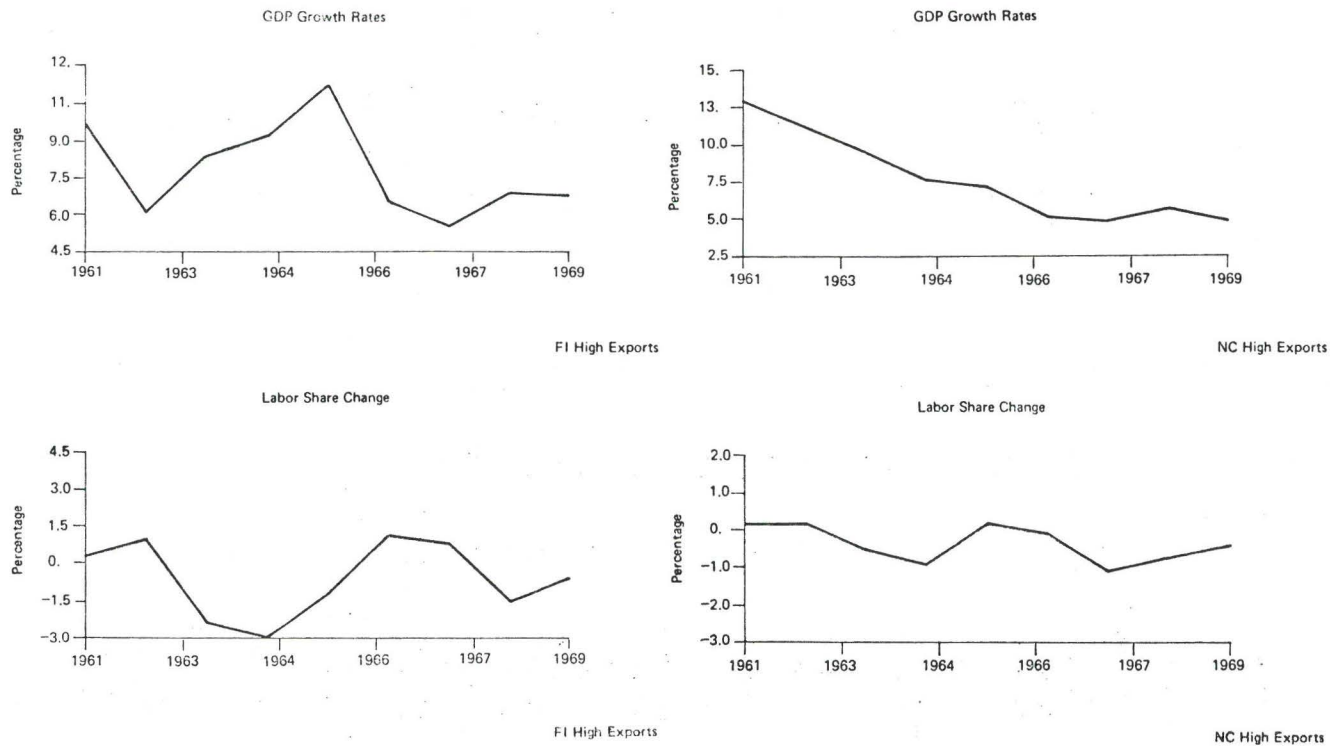 GDP Growth Rates
Percentage
12.
11.
9.0
7.5
6.0
4.5
1961 1963 1964 1966 1967 1969
FI High Exports
GDP Growth Rates
Percentage
15.
13.
10.0
7.5
5.0
2.5
1961 1963 1964 1966 1967 1969
NC High Exports
Labor Share Change
Percentage
4.5
3.0
1.5
0.
-1.5
-3.0
1961 1963 1964 1966 1967 1969
FI High Exports
Labor Share Change
Percentage
2.0
1.0
0.
-1.0
-2.0
-3.0
1961 1963 1964 1966 1967 1969
NC High Exports